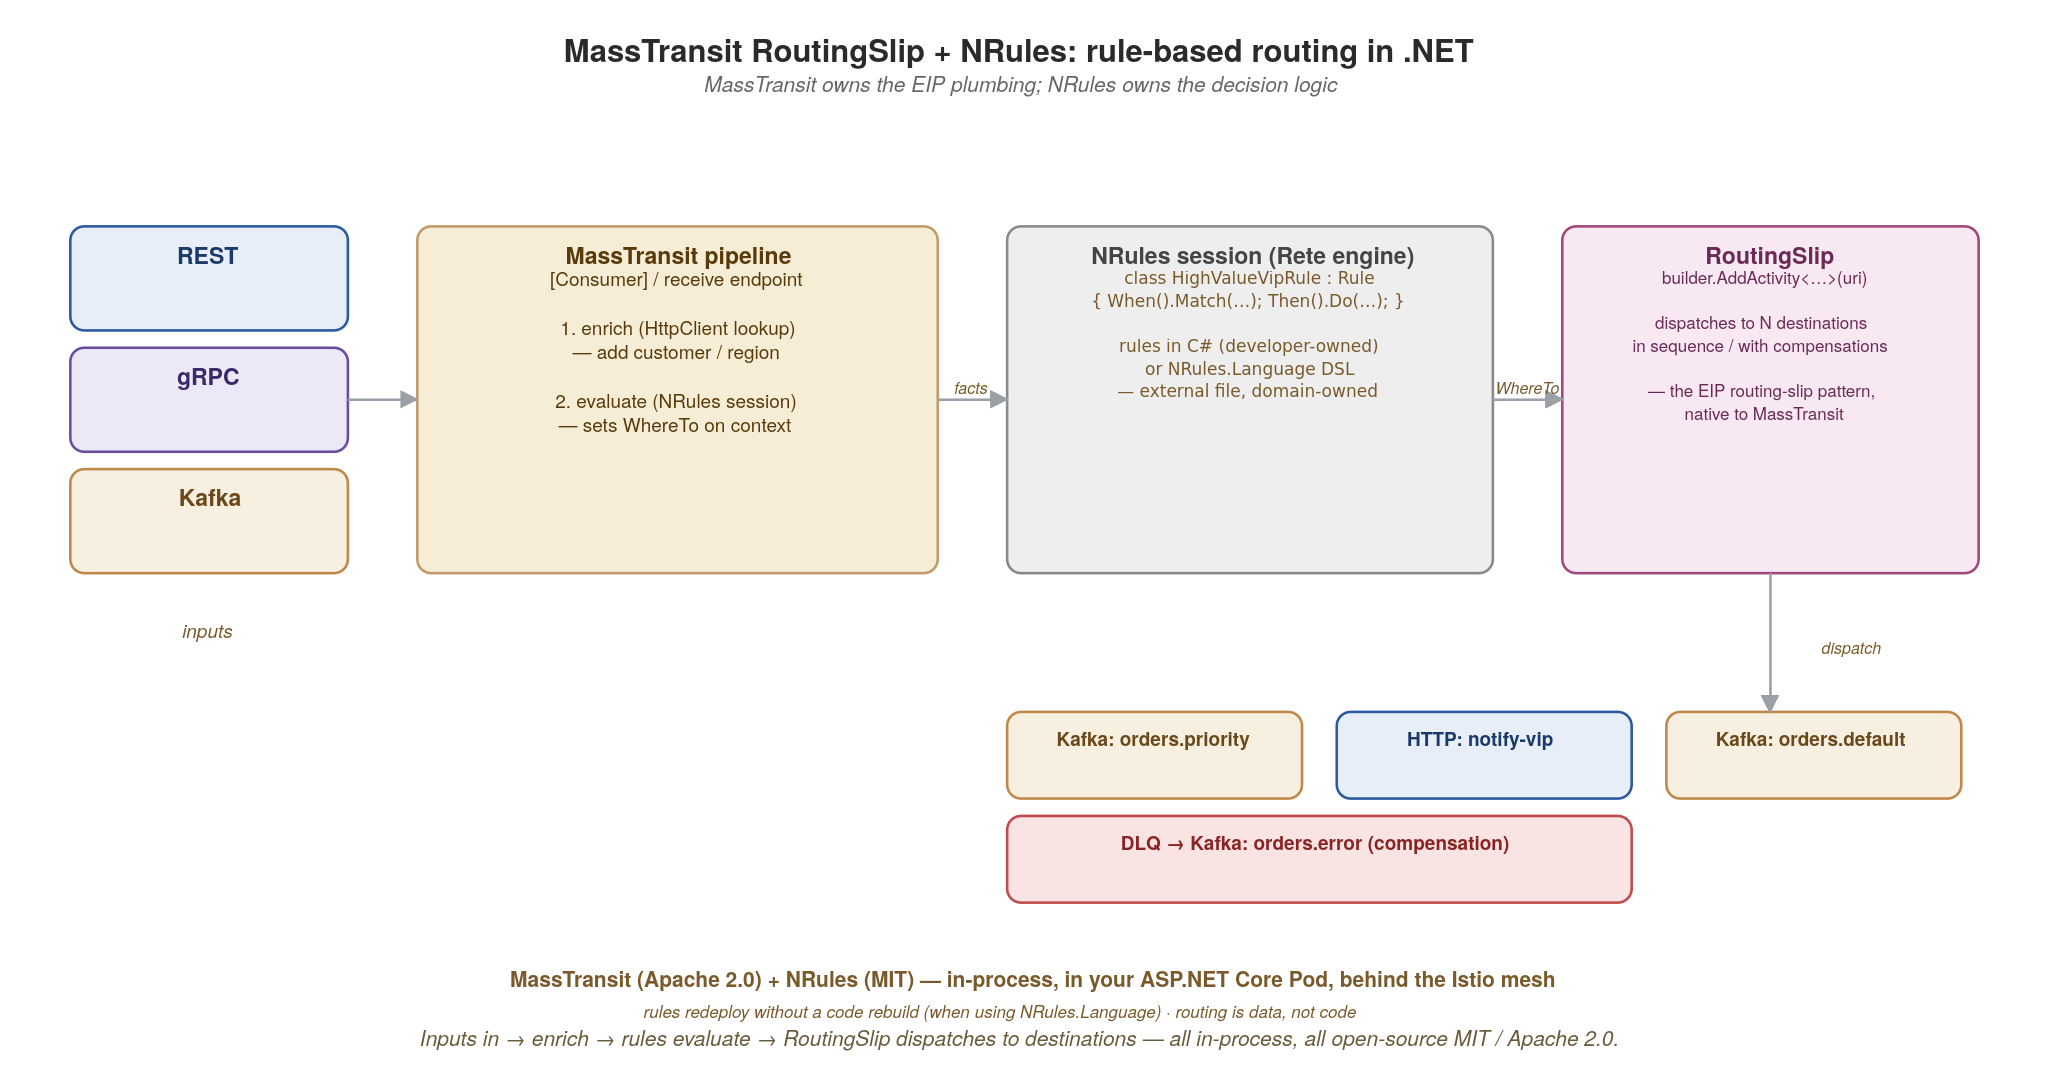 MassTransit RoutingSlip + NRules: rule-based routing in .NET
MassTransit owns the EIP plumbing; NRules owns the decision logic
REST
gRPC
Kafka
inputs
MassTransit pipeline
[Consumer] / receive endpoint
1. enrich (HttpClient lookup)
— add customer / region
2. evaluate (NRules session)
— sets WhereTo on context
facts
NRules session (Rete engine)
class HighValueVipRule : Rule
{ When().Match(…); Then().Do(…); }
rules in C# (developer-owned)
or NRules.Language DSL
— external file, domain-owned
WhereTo
RoutingSlip
builder.AddActivity<…>(uri)
dispatches to N destinations
in sequence / with compensations
— the EIP routing-slip pattern,
native to MassTransit
dispatch
Kafka: orders.priority
HTTP: notify-vip
Kafka: orders.default
DLQ → Kafka: orders.error (compensation)
MassTransit (Apache 2.0) + NRules (MIT) — in-process, in your ASP.NET Core Pod, behind the Istio mesh
rules redeploy without a code rebuild (when using NRules.Language) · routing is data, not code
Inputs in → enrich → rules evaluate → RoutingSlip dispatches to destinations — all in-process, all open-source MIT / Apache 2.0.